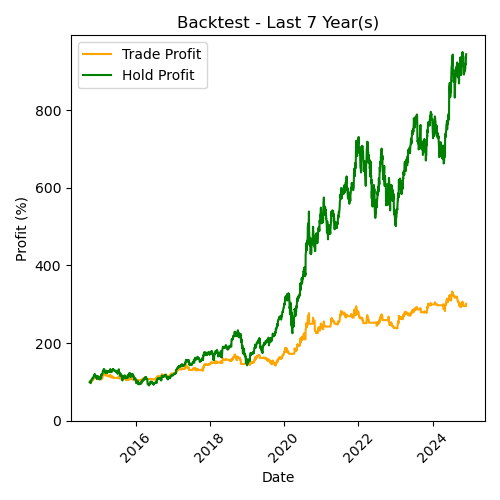 Backtest - Last 7 Year(s)
Trade Profit
Hold Profit
Profit (%)
800
600
400
200
0
2016
2018
2020
2022
2024
Date